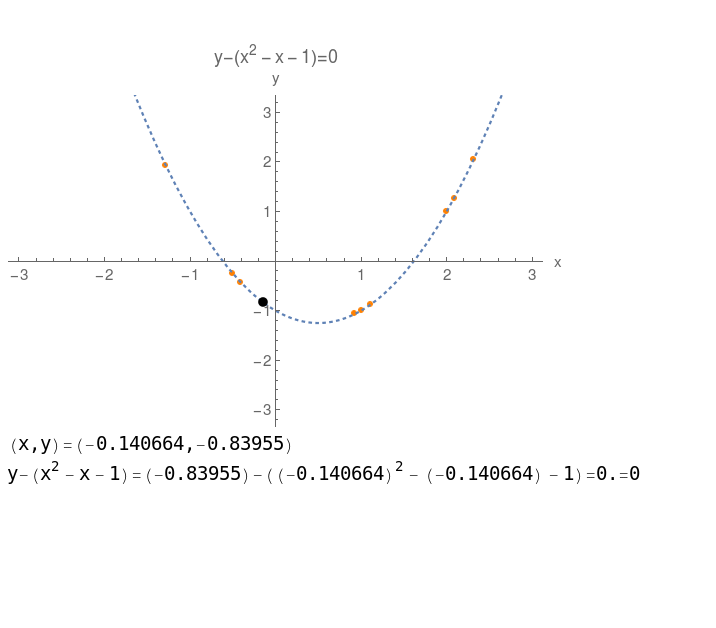 y−(x² − x − 1)=0
y
3
2
1
−3 −2 −1 1 2 3 x
−1
−2
−3
(x,y)=(−0.140664,−0.83955)
y−(x² − x − 1)=(−0.83955)−((−0.140664)² − (−0.140664) − 1)=0.=0